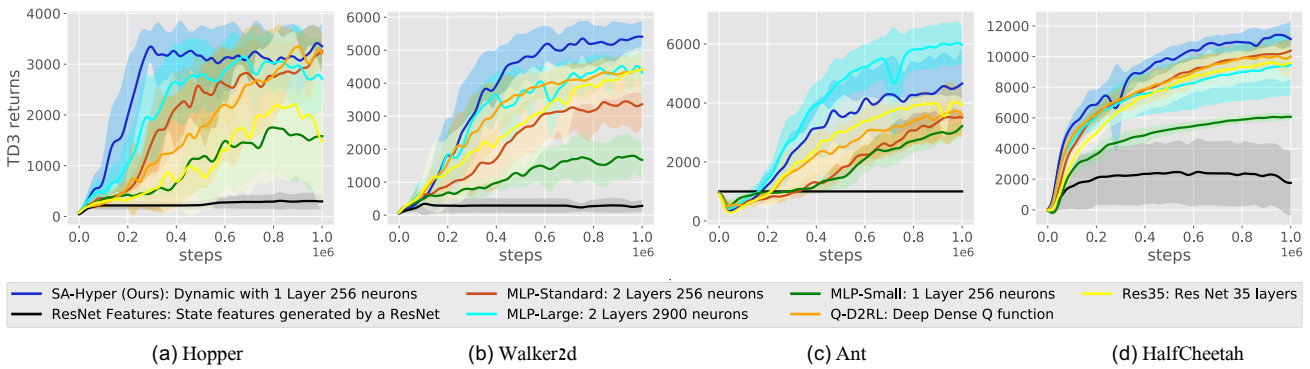 TD3 returns
4000
3000
2000
1000
0
0.0 0.2 0.4 0.6 0.8 1.0
steps 1e6
6000
5000
4000
3000
2000
1000
0
0.0 0.2 0.4 0.6 0.8 1.0
steps 1e6
6000
4000
2000
0
0.0 0.2 0.4 0.6 0.8 1.0
steps 1e6
12000
10000
8000
6000
4000
2000
0
0.0 0.2 0.4 0.6 0.8 1.0
steps 1e6
SA-Hyper (Ours): Dynamic with 1 Layer 256 neurons
ResNet Features: State features generated by a ResNet
MLP-Standard: 2 Layers 256 neurons
MLP-Large: 2 Layers 2900 neurons
MLP-Small: 1 Layer 256 neurons
Q-D2RL: Deep Dense Q function
Res35: Res Net 35 layers
(a) Hopper
(b) Walker2d
(c) Ant
(d) HalfCheetah